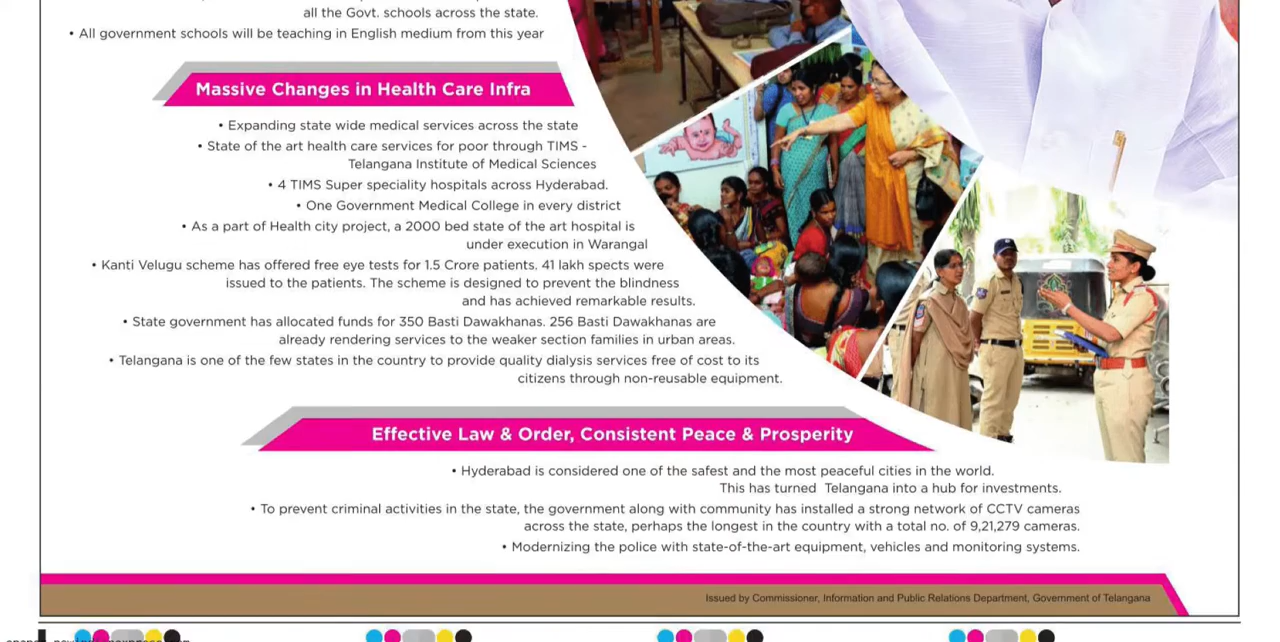 all the Govt. schools across the state.
• All government schools will be teaching in English medium from this year
Massive Changes in Health Care Infra
• Expanding state wide medical services across the state
• State of the art health care services for poor through TIMS -
Telangana Institute of Medical Sciences
• 4 TIMS Super speciality hospitals across Hyderabad.
• One Government Medical College in every district
• As a part of Health city project, a 2000 bed state of the art hospital is
under execution in Warangal
• Kanti Velugu scheme has offered free eye tests for 1.5 Crore patients. 41 lakh spects were
issued to the patients. The scheme is designed to prevent the blindness
and has achieved remarkable results.
• State government has allocated funds for 350 Basti Dawakhanas. 256 Basti Dawakhanas are
already rendering services to the weaker section families in urban areas.
• Telangana is one of the few states in the country to provide quality dialysis services free of cost to its
citizens through non-reusable equipment.
Effective Law & Order, Consistent Peace & Prosperity
• Hyderabad is considered one of the safest and the most peaceful cities in the world.
This has turned Telangana into a hub for investments.
• To prevent criminal activities in the state, the government along with community has installed a strong network of CCTV cameras
across the state, perhaps the longest in the country with a total no. of 9,21,279 cameras.
• Modernizing the police with state-of-the-art equipment, vehicles and monitoring systems.
Issued by Commissioner, Information and Public Relations Department, Government of Telangana